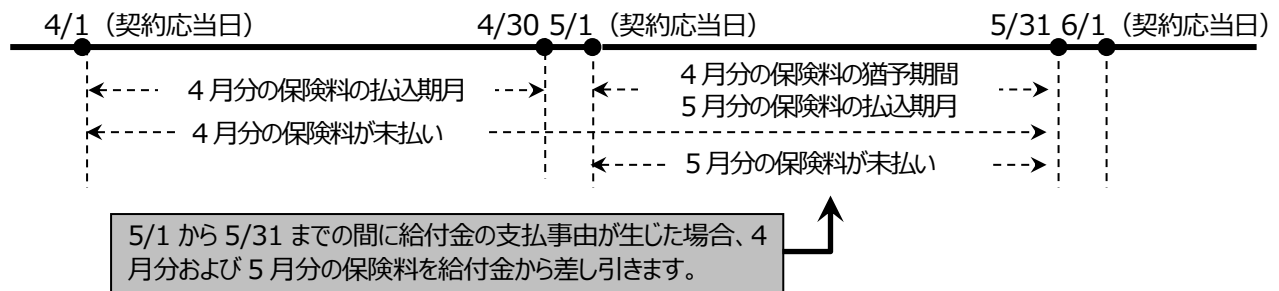 4/1（契約応当日） 4/30 5/1（契約応当日） 5/31 6/1（契約応当日）
4月分の保険料の払込期月 4月分の保険料の猶予期間
5月分の保険料の払込期月
4月分の保険料が未払い
5月分の保険料が未払い
5/1 から 5/31 までの間に給付金の支払事由が生じた場合、4
月分および 5 月分の保険料を給付金から差し引きます。